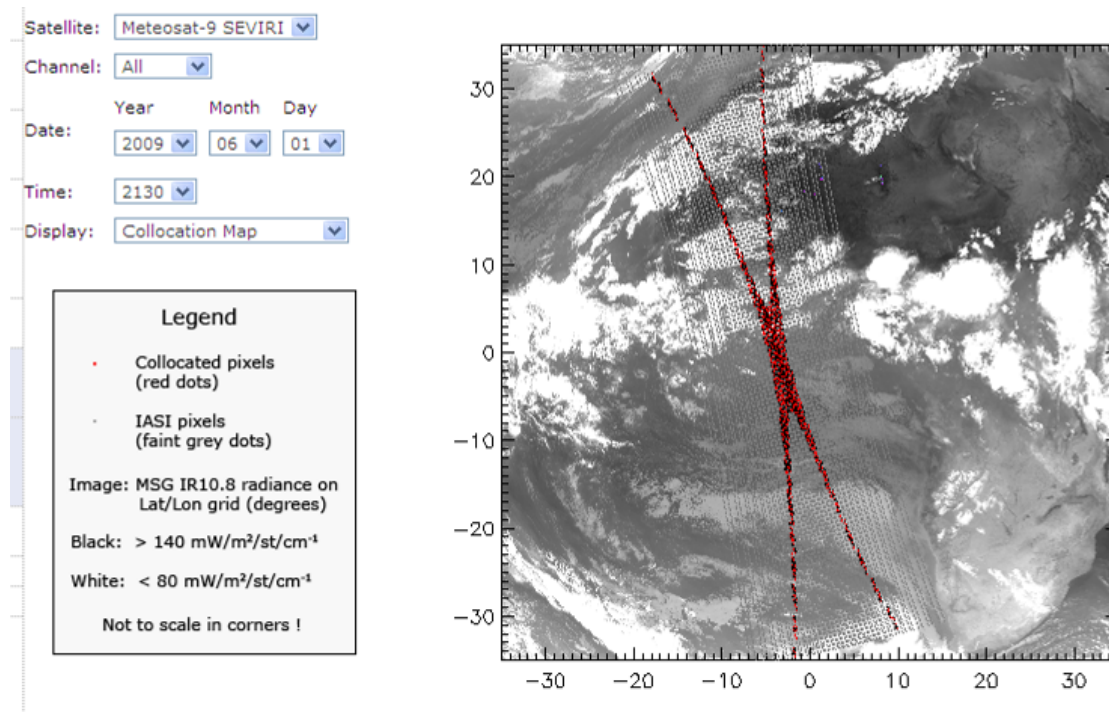 Satellite: Meteosat-9 SEVIRI
Channel: All
Year Month Day
Date: 2009 06 01
Time: 2130
Display: Collocation Map
Legend
Collocated pixels
(red dots)
IASI pixels
(faint grey dots)
Image: MSG IR10.8 radiance on
Lat/Lon grid (degrees)
Black: > 140 mW/m²/st/cm⁻¹
White: < 80 mW/m²/st/cm⁻¹
Not to scale in corners !
30
20
10
0
−10
−20
−30
−30 −20 −10 0 10 20 30